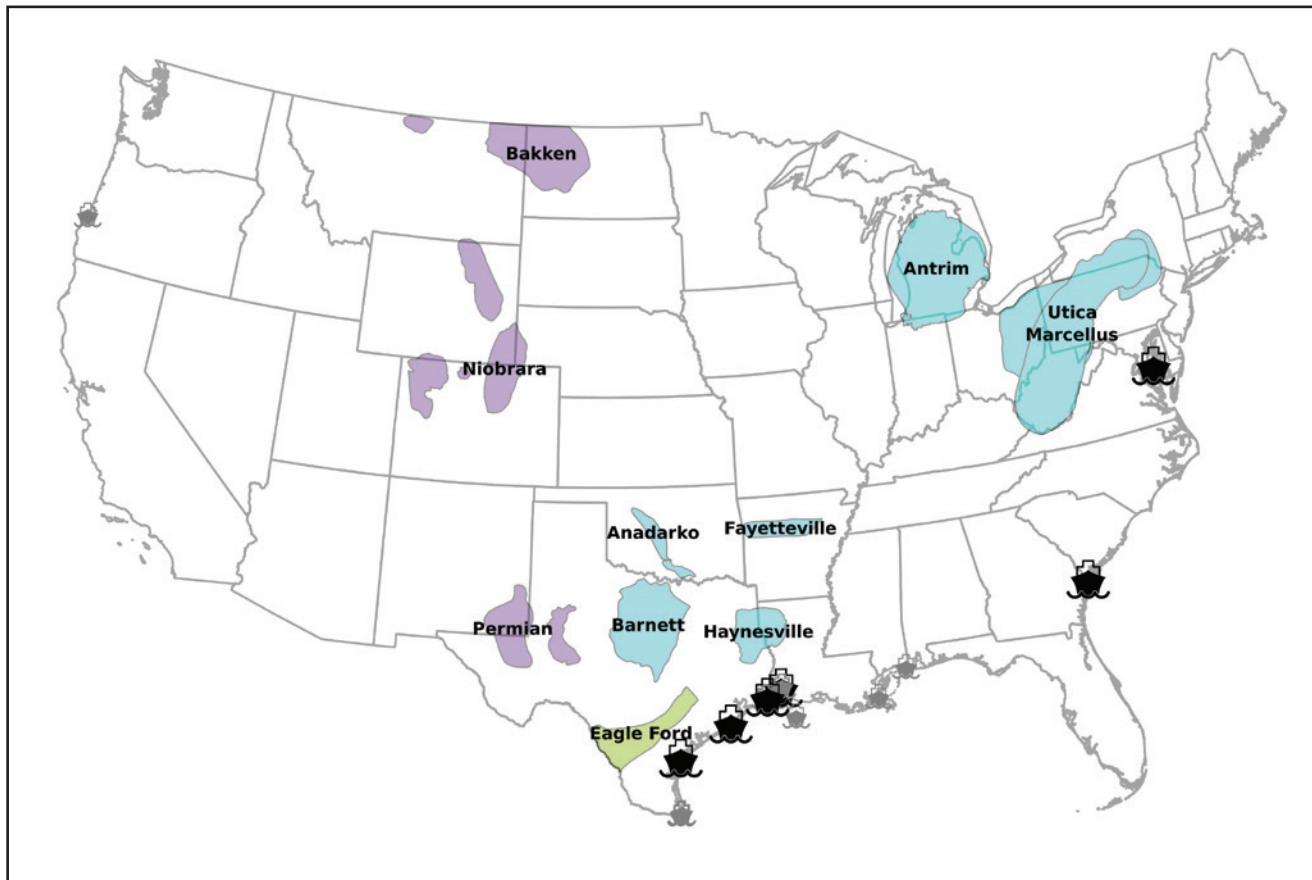 Bakken
Antrim
Utica
Marcellus
Niobrara
Anadarko
Fayetteville
Permian
Barnett
Haynesville
Eagle Ford